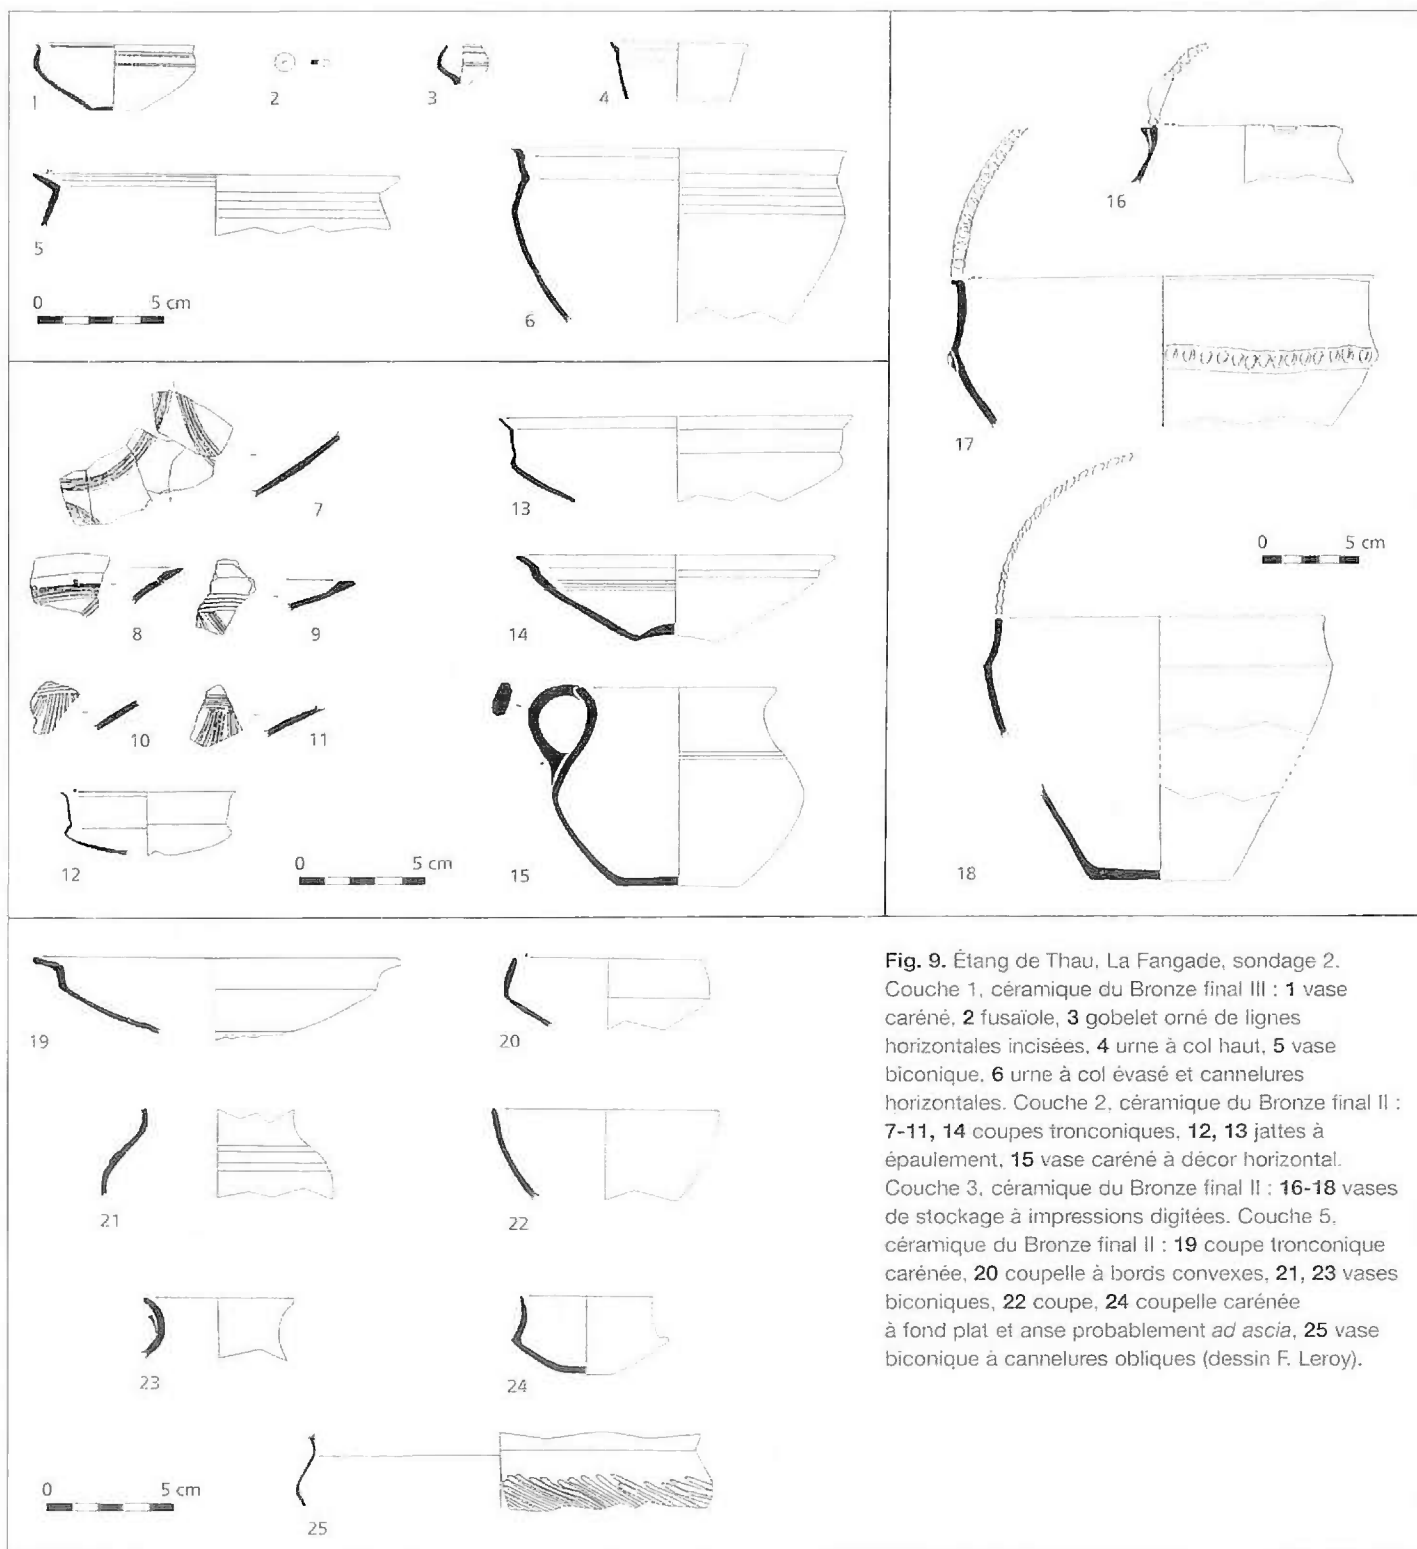 1
2
3
4
5
0 5 cm
6
16
17
0 5 cm
18
7
8
9
10
11
12
0 5 cm
13
14
15
19
20
21
22
23
24
0 5 cm
25
Fig. 9. Étang de Thau, La Fangade, sondage 2.
Couche 1, céramique du Bronze final III : 1 vase
caréné, 2 fusaïole, 3 gobelet orné de lignes
horizontales incisées, 4 urne à col haut, 5 vase
biconique, 6 urne à col évasé et cannelures
horizontales. Couche 2, céramique du Bronze final II :
7-11, 14 coupes tronconiques, 12, 13 jattes à
épaulement, 15 vase caréné à décor horizontal.
Couche 3, céramique du Bronze final II : 16-18 vases
de stockage à impressions digitées. Couche 5,
céramique du Bronze final II : 19 coupe tronconique
carénée, 20 coupelle à bords convexes, 21, 23 vases
biconiques, 22 coupe, 24 coupelle carénée
à fond plat et anse probablement ad ascia, 25 vase
biconique à cannelures obliques (dessin F. Leroy).